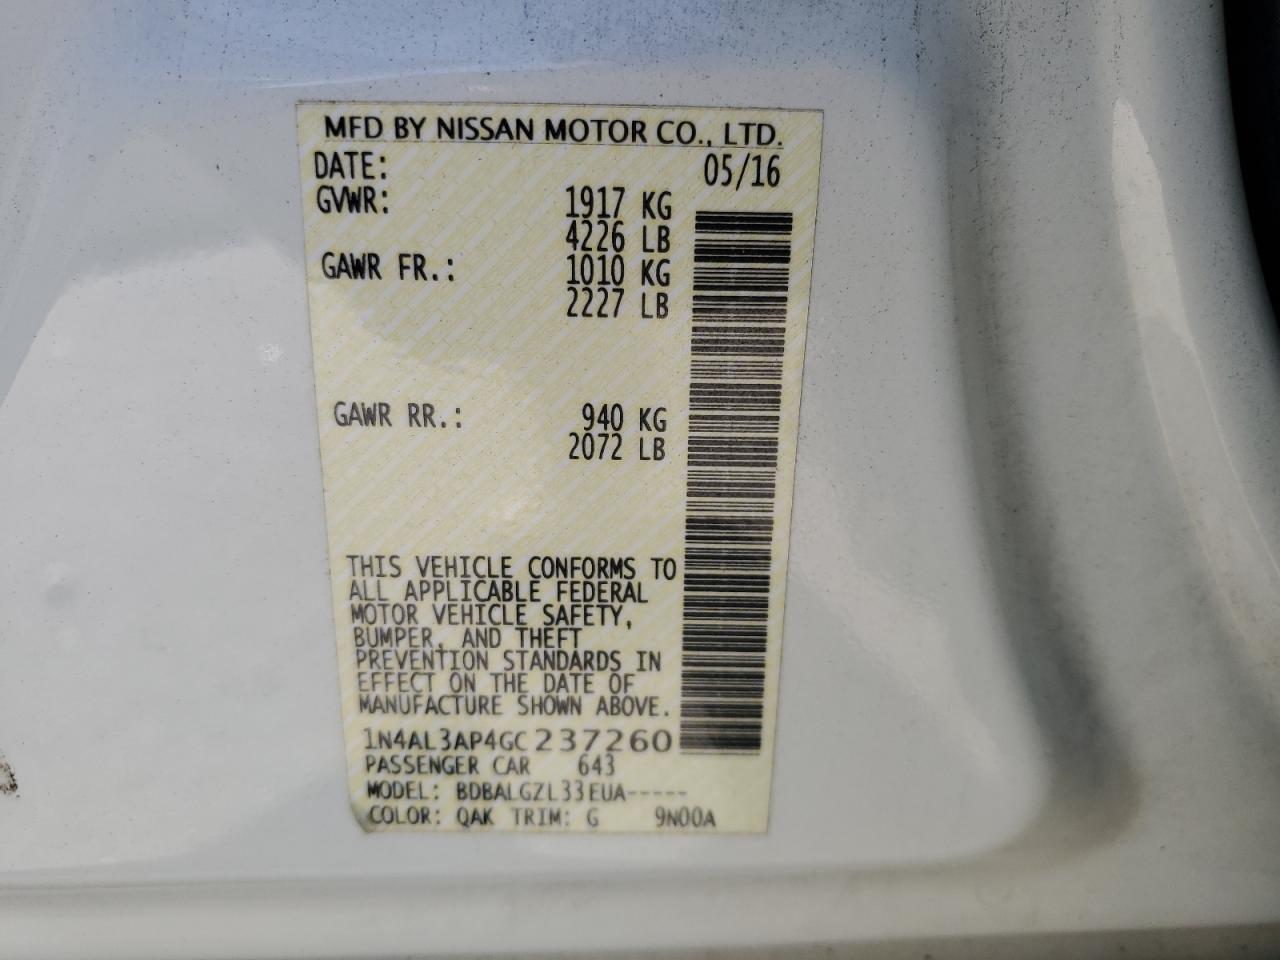 MFD BY NISSAN MOTOR CO., LTD.
DATE: 05/16
GVWR: 1917 KG
4226 LB
GAWR FR.: 1010 KG
2227 LB
GAWR RR.: 940 KG
2072 LB
THIS VEHICLE CONFORMS TO
ALL APPLICABLE FEDERAL
MOTOR VEHICLE SAFETY,
BUMPER, AND THEFT
PREVENTION STANDARDS IN
EFFECT ON THE DATE OF
MANUFACTURE SHOWN ABOVE.
1N4AL3AP4GC237260
PASSENGER CAR 643
MODEL: BDBALGZL33EUA-----
COLOR: QAK TRIM: G 9N00A